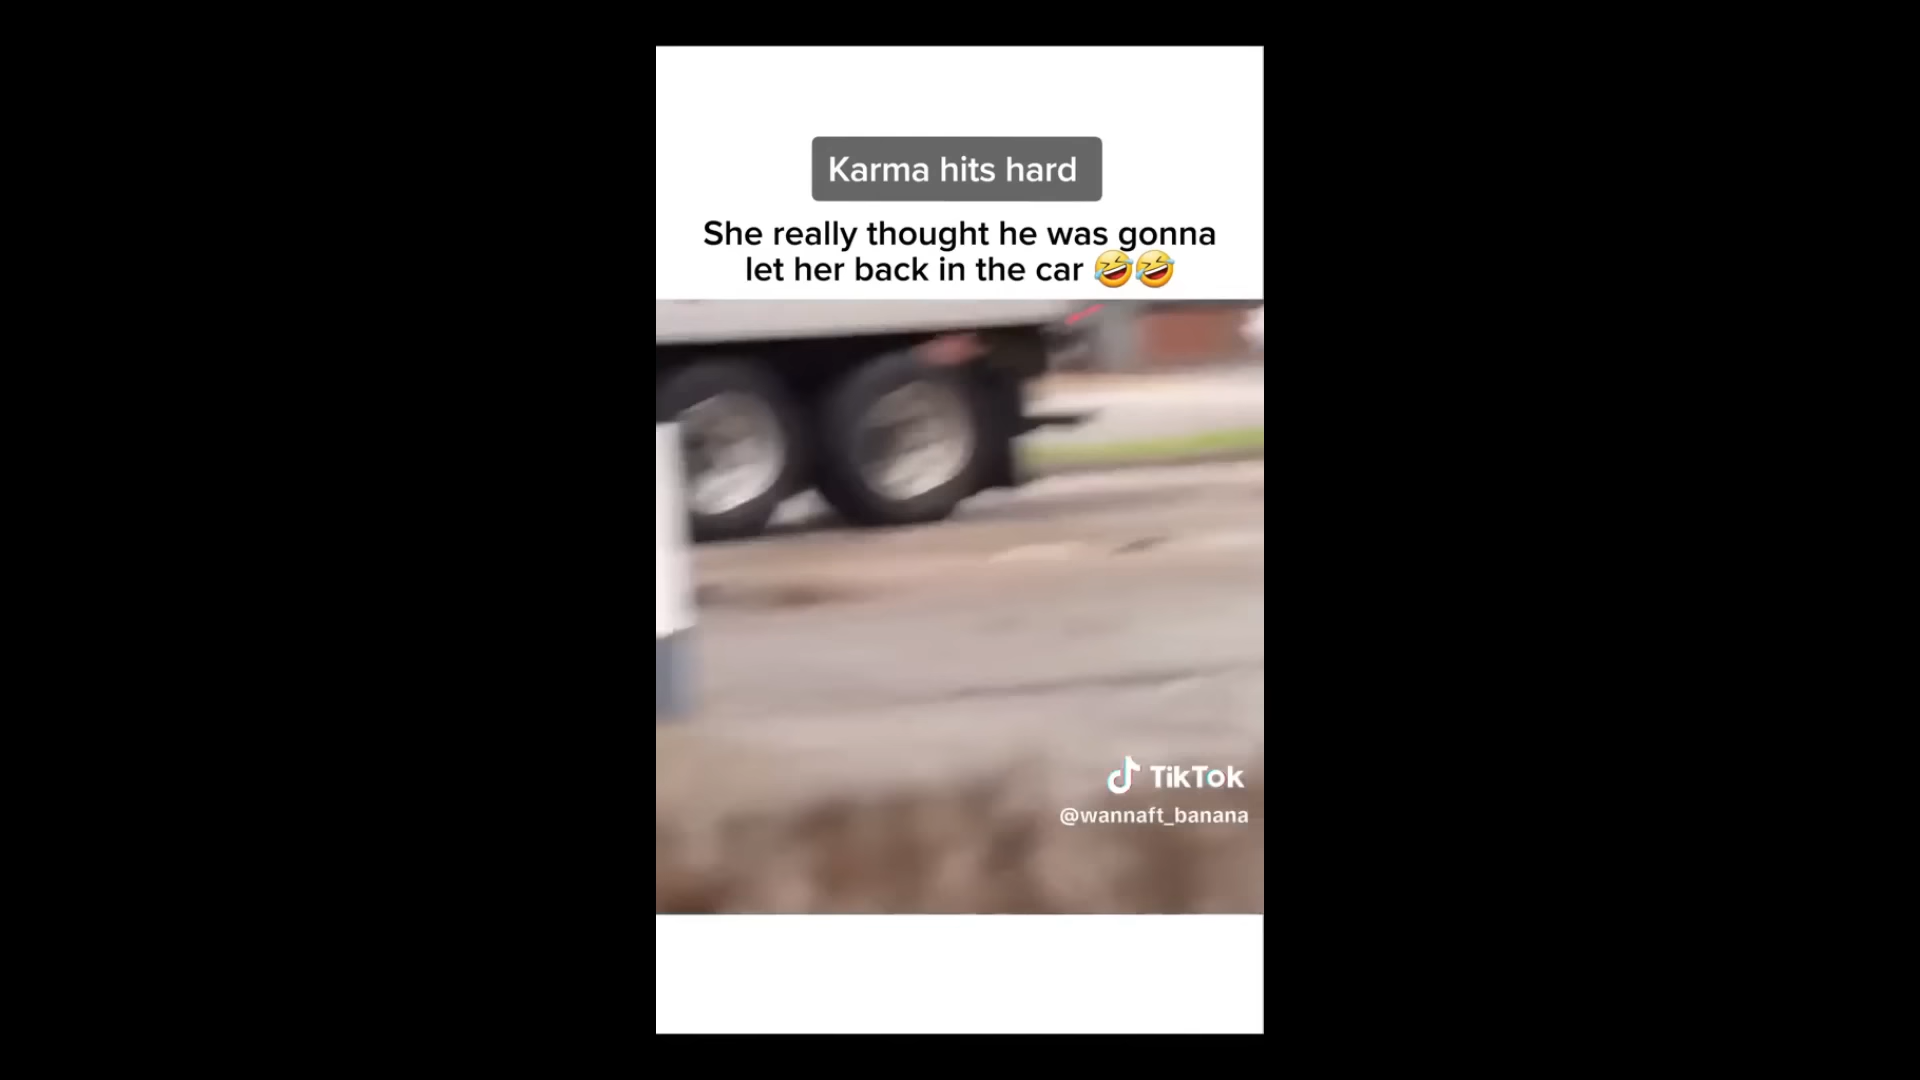 Karma hits hard
She really thought he was gonna
let her back in the car 🤣🤣
TikTok
@wannaft_banana